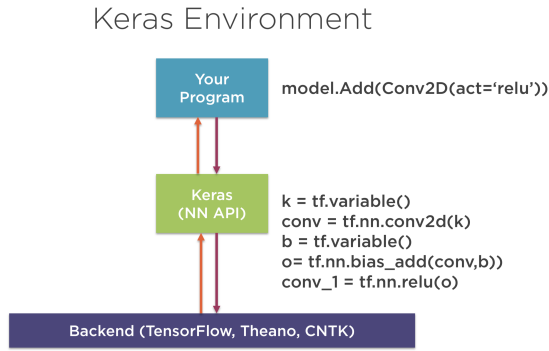 Keras Environment
Your
Program
model.Add(Conv2D(act=‘relu’))
Keras
(NN API)
k = tf.variable()
conv = tf.nn.conv2d(k)
b = tf.variable()
o= tf.nn.bias_add(conv,b))
conv_1 = tf.nn.relu(o)
Backend (TensorFlow, Theano, CNTK)